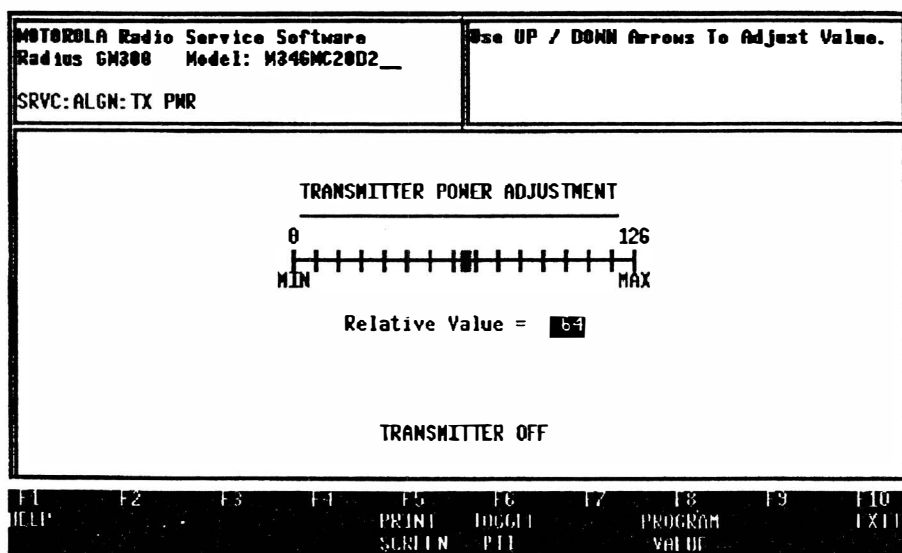 MOTOROLA Radio Service Software
Radius GM300 Model: M34GMC20D2__
SRVC:ALGN:TX PWR
Use UP / DOWN Arrows To Adjust Value.
TRANSMITTER POWER ADJUSTMENT
0 126
MIN MAX
Relative Value = 64
TRANSMITTER OFF
F1 F2 F3 F4 F5 F6 F7 F8 F9 F10
HELP PRINT TOGGLE PROGRAM EXIT
SCREEN PTT VALUE